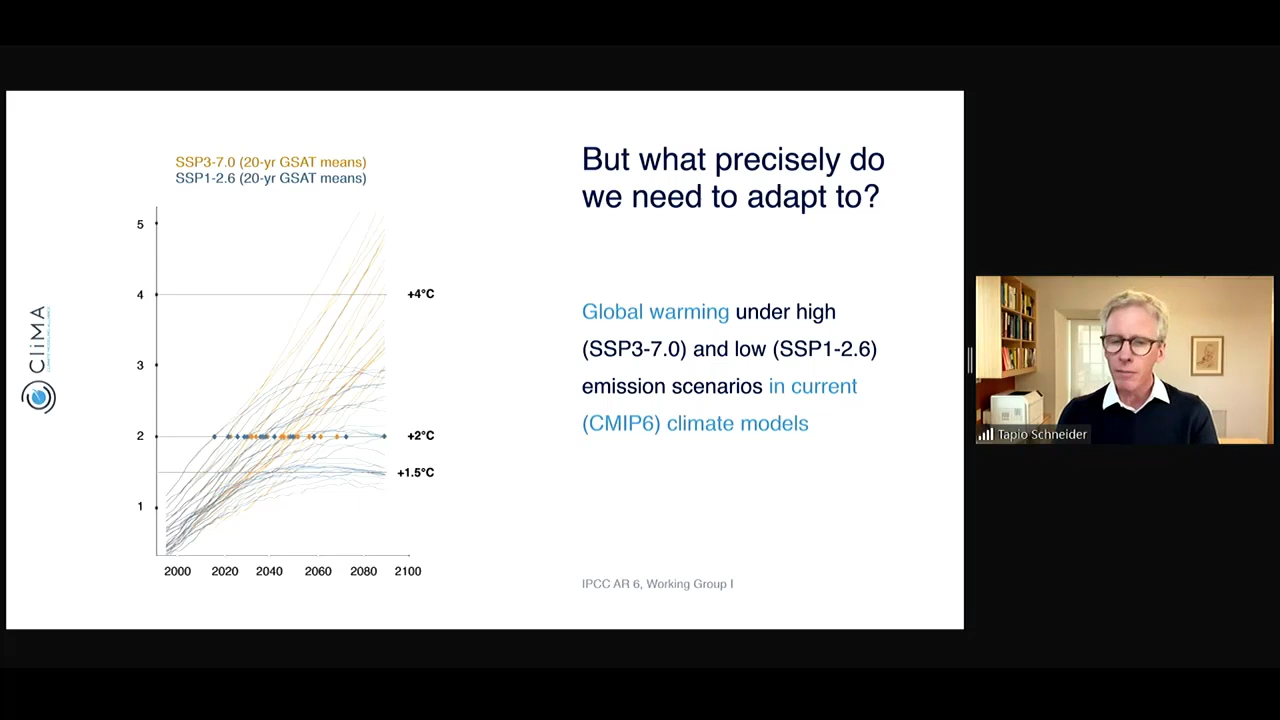 SSP3-7.0 (20-yr GSAT means)
SSP1-2.6 (20-yr GSAT means)
5
4
3
2
1
+4°C
+2°C
+1.5°C
2000 2020 2040 2060 2080 2100
CliMA
But what precisely do
we need to adapt to?
Global warming under high
(SSP3-7.0) and low (SSP1-2.6)
emission scenarios in current
(CMIP6) climate models
IPCC AR 6, Working Group I
Tapio Schneider